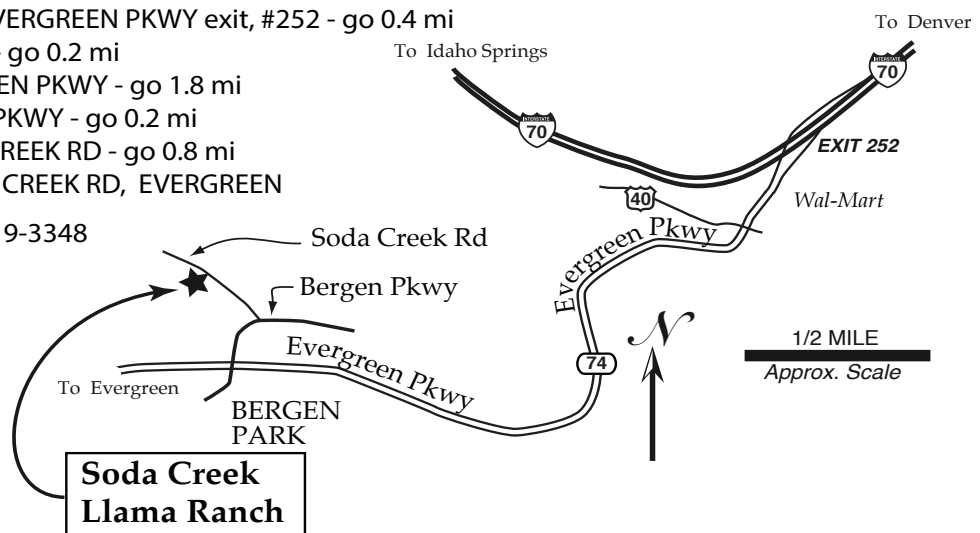 VERGREEN PKWY exit, #252 - go 0.4 mi
- go 0.2 mi
EN PKWY - go 1.8 mi
PKWY - go 0.2 mi
REEK RD - go 0.8 mi
CREEK RD, EVERGREEN
9-3348
To Denver
To Idaho Springs
INTERSTATE
70
INTERSTATE
70
EXIT 252
40
Wal-Mart
Evergreen Pkwy
Soda Creek Rd
Bergen Pkwy
N
1/2 MILE
Approx. Scale
74
Evergreen Pkwy
To Evergreen
BERGEN
PARK
Soda Creek
Llama Ranch